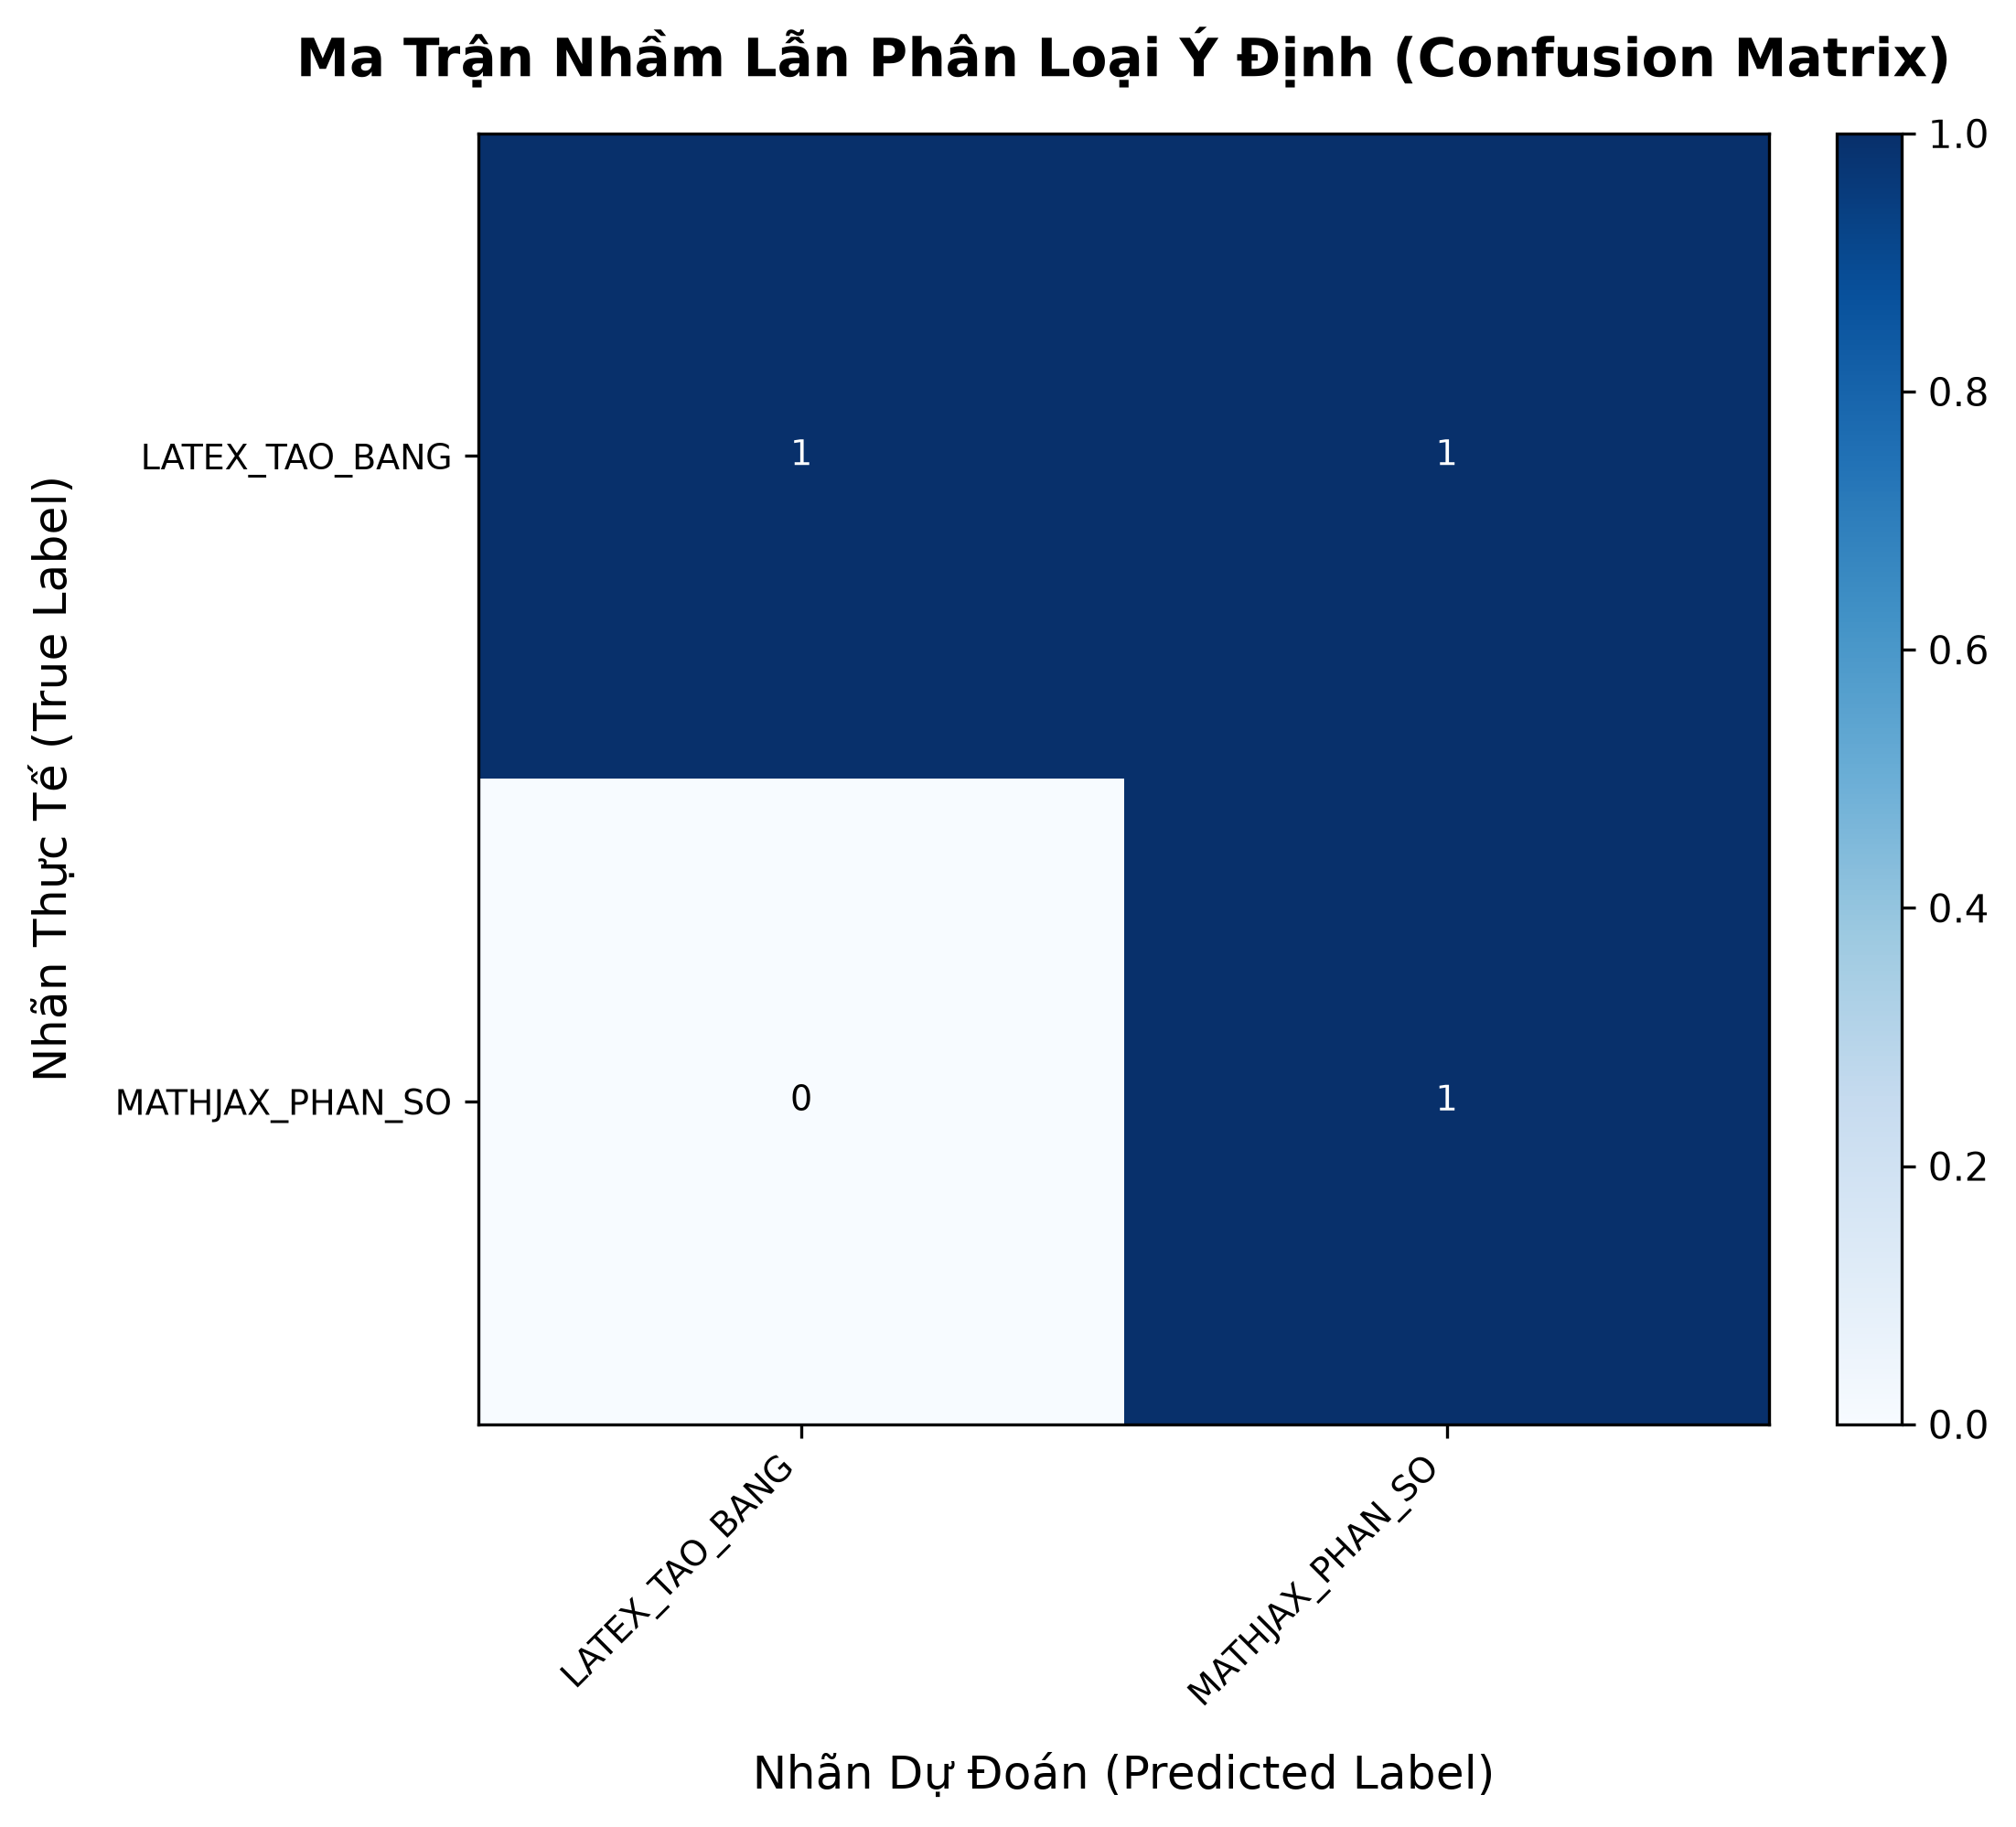 Ma Trận Nhầm Lẫn Phân Loại Ý Định (Confusion Matrix)
Nhãn Thực Tế (True Label)
LATEX_TAO_BANG
1
1
MATHJAX_PHAN_SO
0
1
LATEX_TAO_BANG
MATHJAX_PHAN_SO
Nhãn Dự Đoán (Predicted Label)
1.0
0.8
0.6
0.4
0.2
0.0